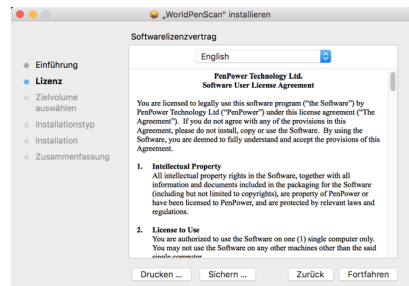 „WorldPenScan" installieren
Softwarelizenzvertrag
English
Einführung
Lizenz
Zielvolume
auswählen
Installationstyp
Installation
Zusammenfassung
PenPower Technology Ltd.
Software User License Agreement
You are licensed to legally use this software program ("the Software") by
PenPower Technology Ltd ("PenPower") under this license agreement ("The
Agreement"). If you do not agree with any of the provisions in this
Agreement, please do not install, copy or use the Software. By using the
Software, you are deemed to fully understand and accept the provisions of this
Agreement.
1. Intellectual Property
All intellectual property rights in the Software, together with all
information and documents included in the packaging for the Software
(including but not limited to copyrights), are property of PenPower or
have been licensed to PenPower, and are protected by relevant laws and
regulations.
2. License to Use
You are authorized to use the Software on one (1) single computer only.
You may not use the Software on any other machines other than the said
single computer.
Drucken ...
Sichern ...
Zurück
Fortfahren